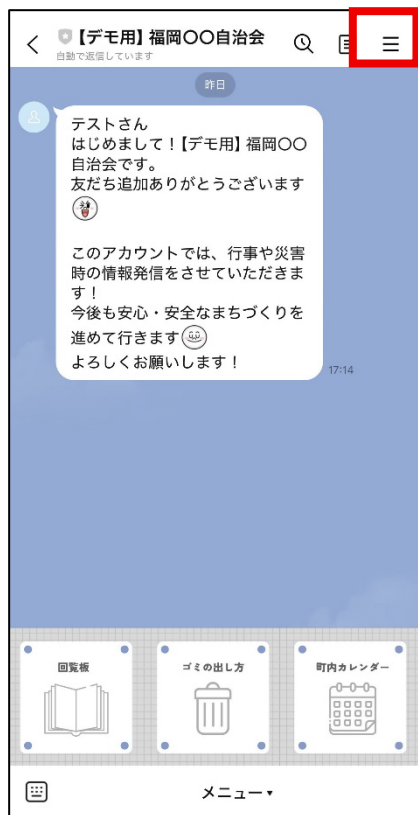 【デモ用】福岡〇〇自治会
自動で返信しています
昨日
テストさん
はじめまして！【デモ用】福岡〇〇
自治会です。
友だち追加ありがとうございます
このアカウントでは、行事や災害
時の情報発信をさせていただきま
す！
今後も安心・安全なまちづくりを
進めて行きます
よろしくお願いします！
17:14
回覧板
ゴミの出し方
町内カレンダー
メニュー▾